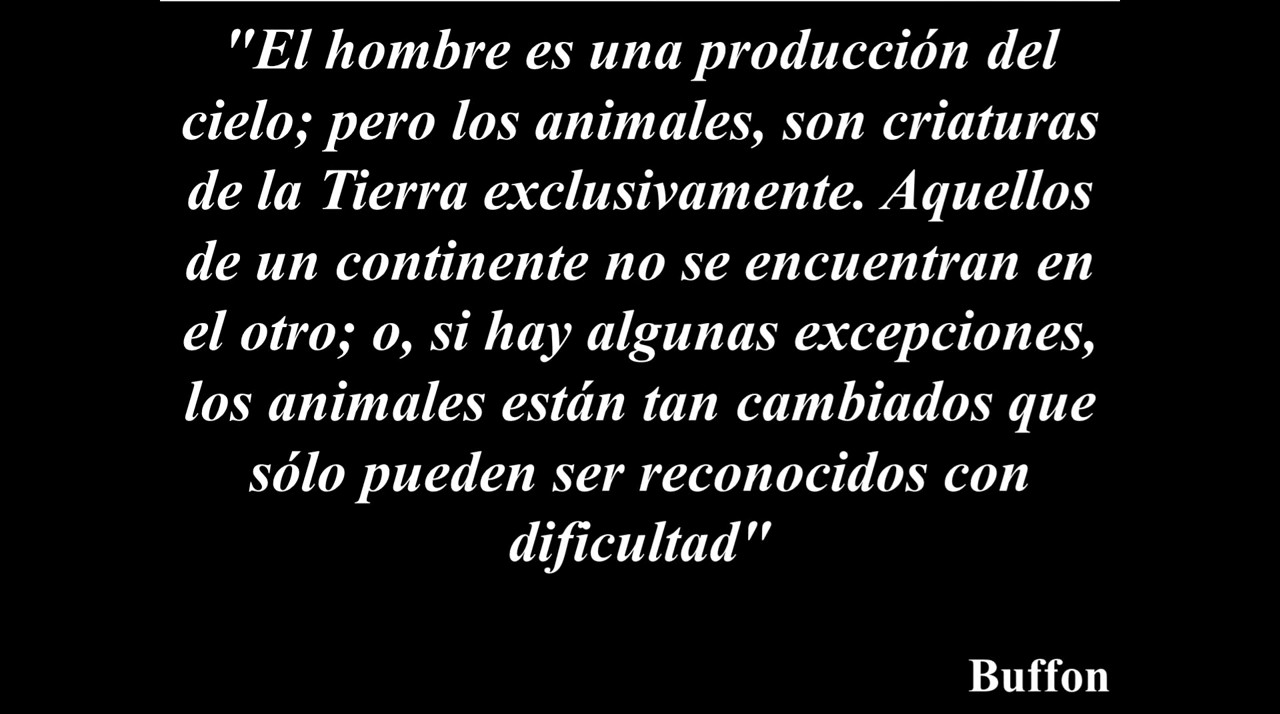 "El hombre es una producción del
cielo; pero los animales, son criaturas
de la Tierra exclusivamente. Aquellos
de un continente no se encuentran en
el otro; o, si hay algunas excepciones,
los animales están tan cambiados que
sólo pueden ser reconocidos con
dificultad"
Buffon